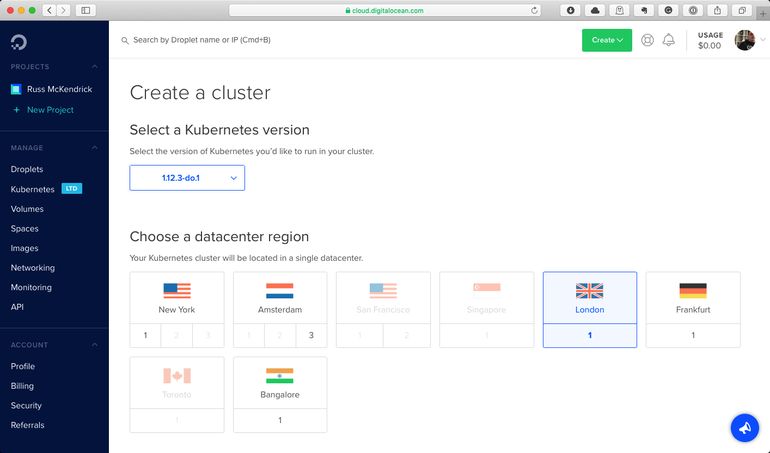 cloud.digitalocean.com
Search by Droplet name or IP (Cmd+B)
Create
USAGE
$0.00
PROJECTS
Russ McKendrick
+ New Project
MANAGE
Droplets
Kubernetes LTD
Volumes
Spaces
Images
Networking
Monitoring
API
ACCOUNT
Profile
Billing
Security
Referrals
Create a cluster
Select a Kubernetes version
Select the version of Kubernetes you'd like to run in your cluster.
1.12.3-do.1
Choose a datacenter region
Your Kubernetes cluster will be located in a single datacenter.
New York
1 2 3
Amsterdam
1 2 3
San Francisco
1 2
Singapore
1
London
1
Frankfurt
1
Toronto
1
Bangalore
1